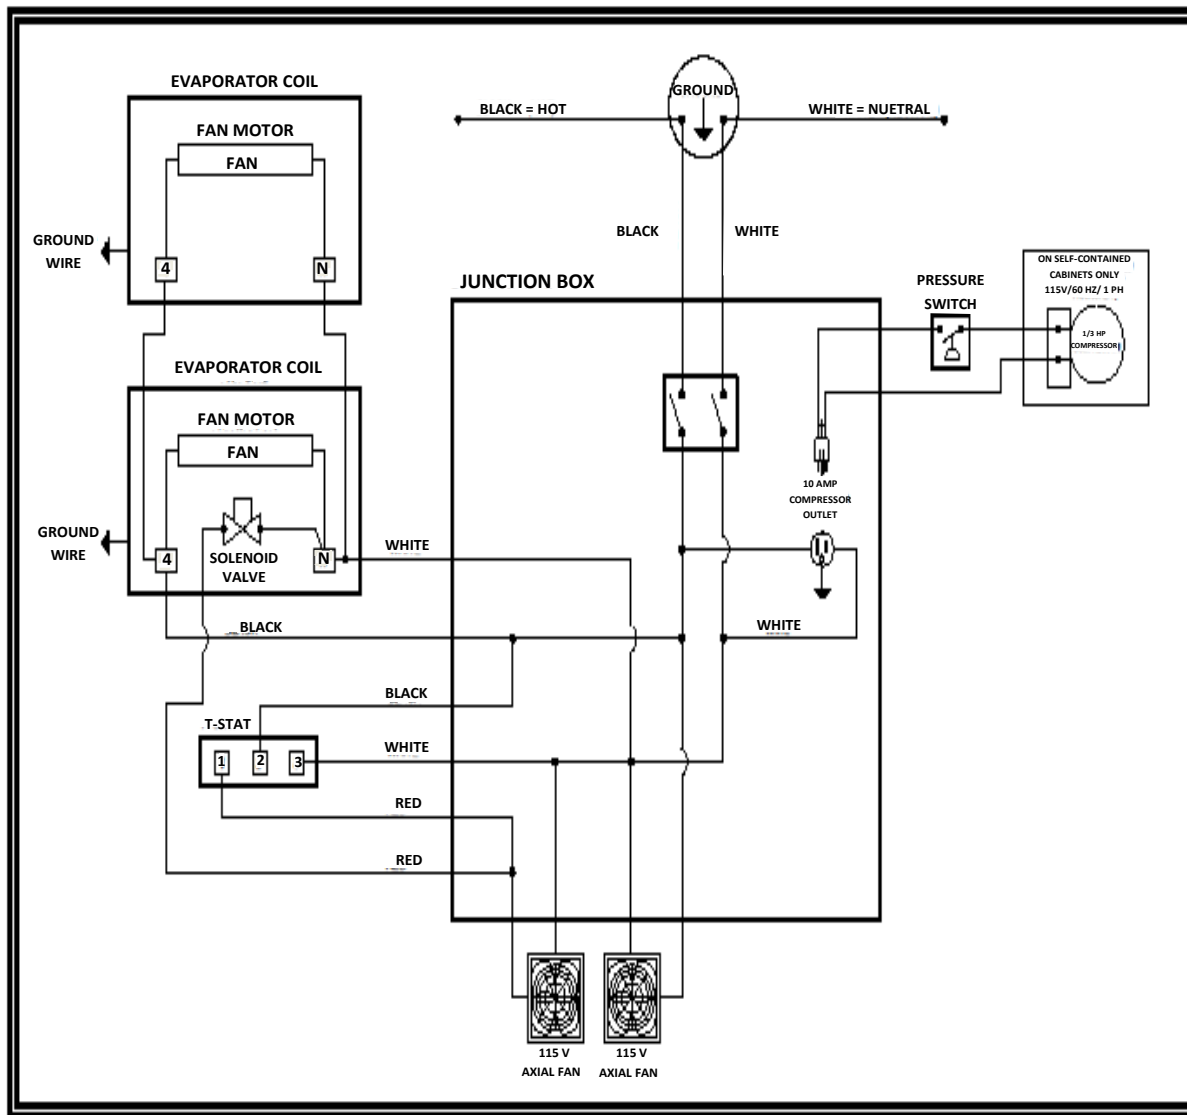 EVAPORATOR COIL
FAN MOTOR
FAN
4
N
GROUND
WIRE
BLACK = HOT
GROUND
WHITE = NUETRAL
BLACK
WHITE
JUNCTION BOX
PRESSURE
SWITCH
ON SELF-CONTAINED
CABINETS ONLY
115V/60 HZ/ 1 PH
1/3 HP
COMPRESSOR
EVAPORATOR COIL
FAN MOTOR
FAN
SOLENOID
VALVE
4
N
GROUND
WIRE
10 AMP
COMPRESSOR
OUTLET
WHITE
BLACK
WHITE
BLACK
T-STAT
1
2
3
WHITE
RED
RED
115 V
AXIAL FAN
115 V
AXIAL FAN